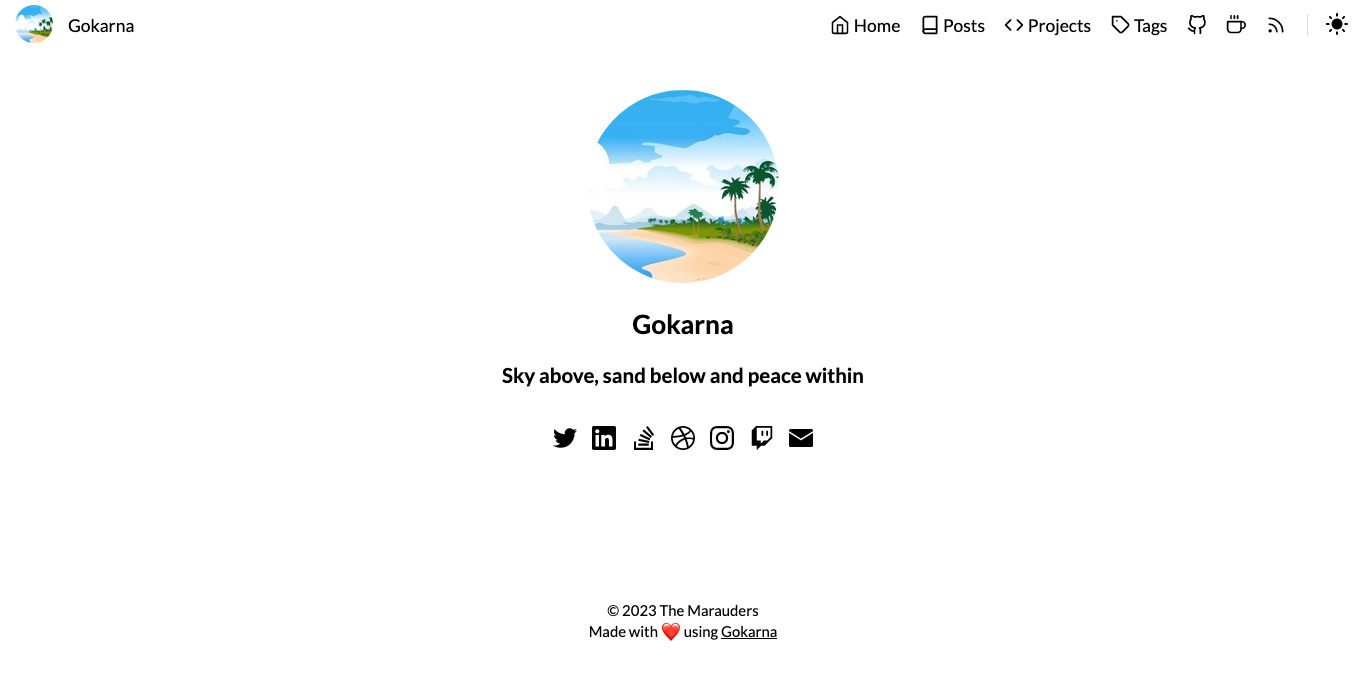 Gokarna
Home Posts Projects Tags
Gokarna
Sky above, sand below and peace within
© 2023 The Marauders
Made with ❤️ using Gokarna